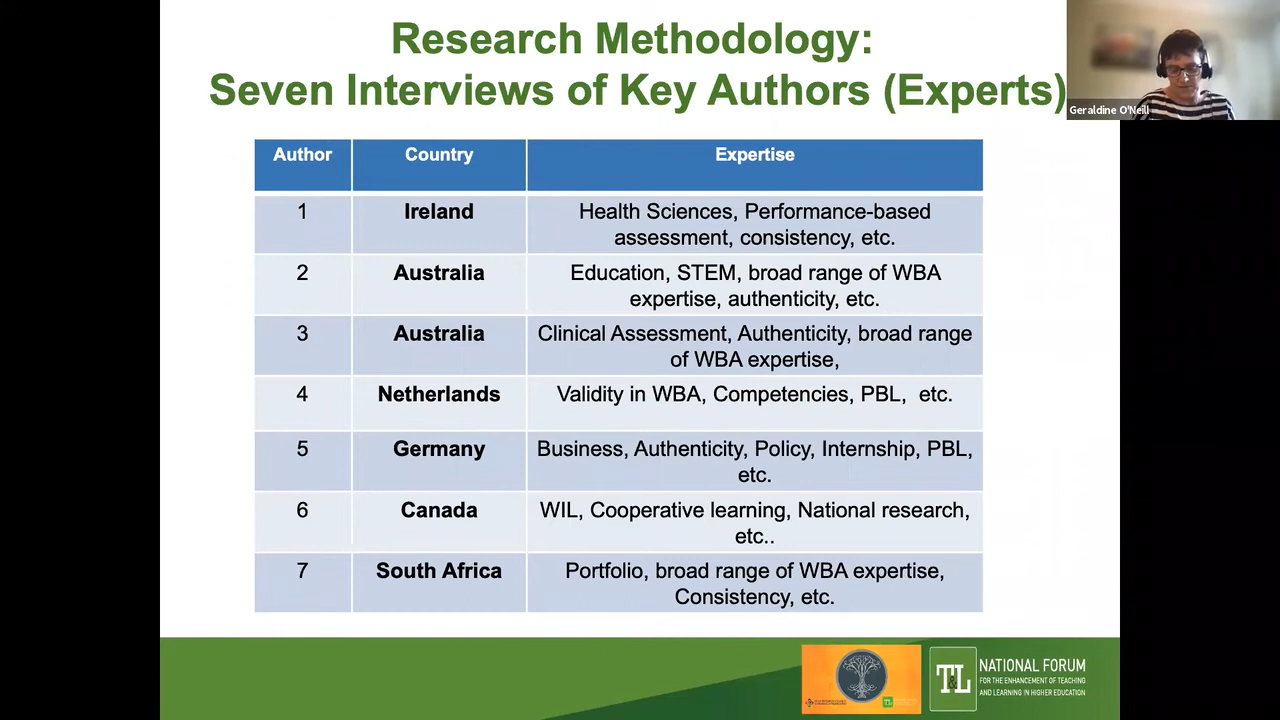 Research Methodology:
Seven Interviews of Key Authors (Experts)
Geraldine O'Neill
Author Country Expertise
1 Ireland Health Sciences, Performance-based
assessment, consistency, etc.
2 Australia Education, STEM, broad range of WBA
expertise, authenticity, etc.
3 Australia Clinical Assessment, Authenticity, broad range
of WBA expertise,
4 Netherlands Validity in WBA, Competencies, PBL, etc.
5 Germany Business, Authenticity, Policy, Internship, PBL,
etc.
6 Canada WIL, Cooperative learning, National research,
etc..
7 South Africa Portfolio, broad range of WBA expertise,
Consistency, etc.
T&L
NATIONAL FORUM
FOR THE ENHANCEMENT OF TEACHING
AND LEARNING IN HIGHER EDUCATION